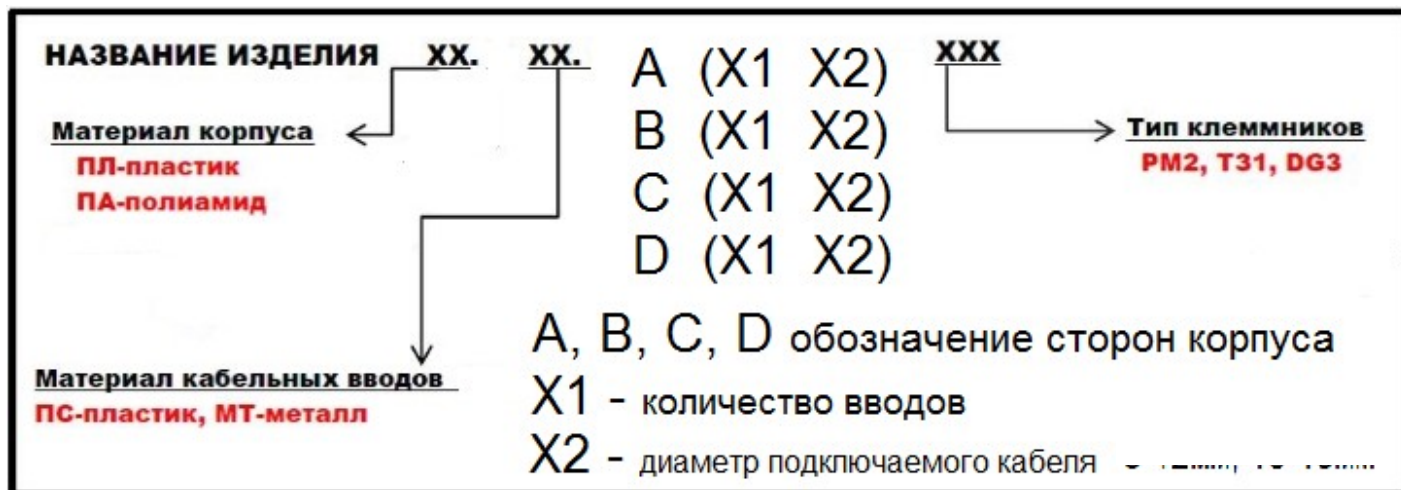 НАЗВАНИЕ ИЗДЕЛИЯ XX. XX. A (X1 X2) XXX
B (X1 X2)
C (X1 X2)
D (X1 X2)
Материал корпуса
ПЛ-пластик
ПА-полиамид
Тип клеммников
PM2, T31, DG3
Материал кабельных вводов
ПС-пластик, МТ-металл
A, B, C, D обозначение сторон корпуса
X1 - количество вводов
X2 - диаметр подключаемого кабеля